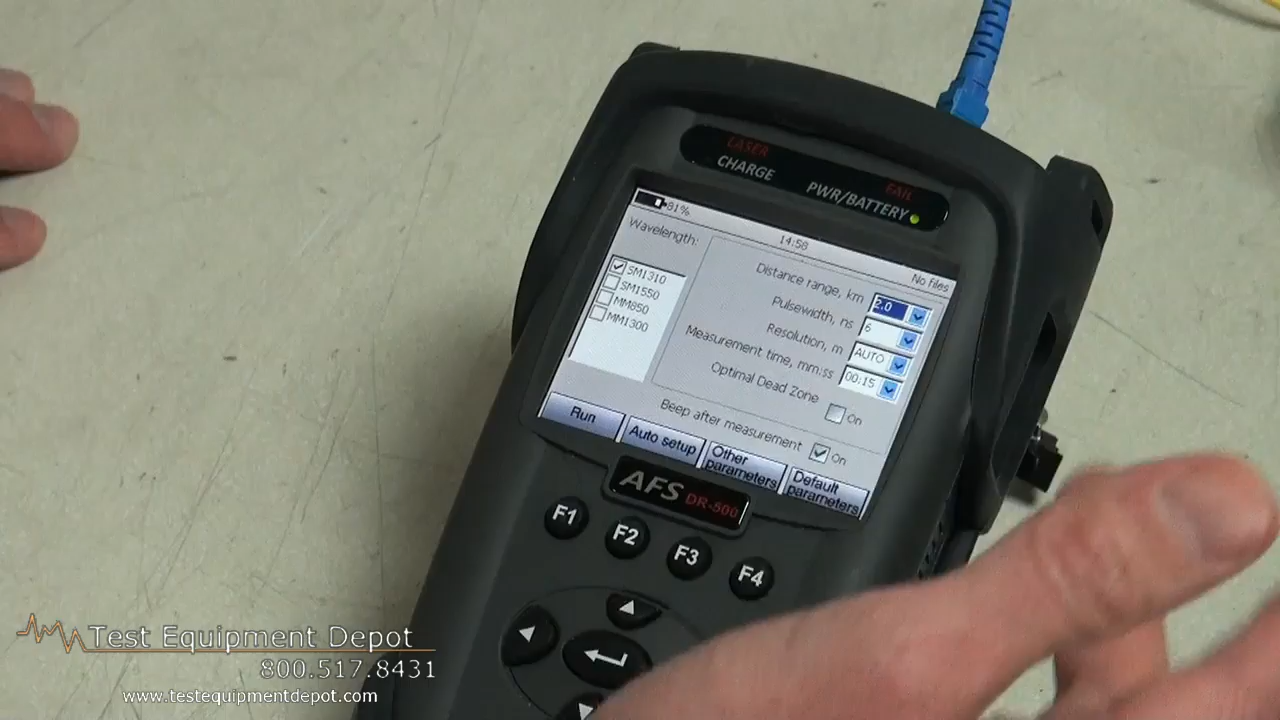 LASER
CHARGE
FAIL
PWR/BATTERY
81%
14:58
No files
Wavelength:
SM1310
SM1550
MM850
MM1300
Distance range, km
2.0
Pulsewidth, ns
6
Resolution, m
AUTO
Measurement time, mm:ss
00:15
Optimal Dead Zone
On
Beep after measurement
On
Run
Auto setup
Other
parameters
Default
parameters
AFS DR-500
F1
F2
F3
F4
Test Equipment Depot
800.517.8431
www.testequipmentdepot.com